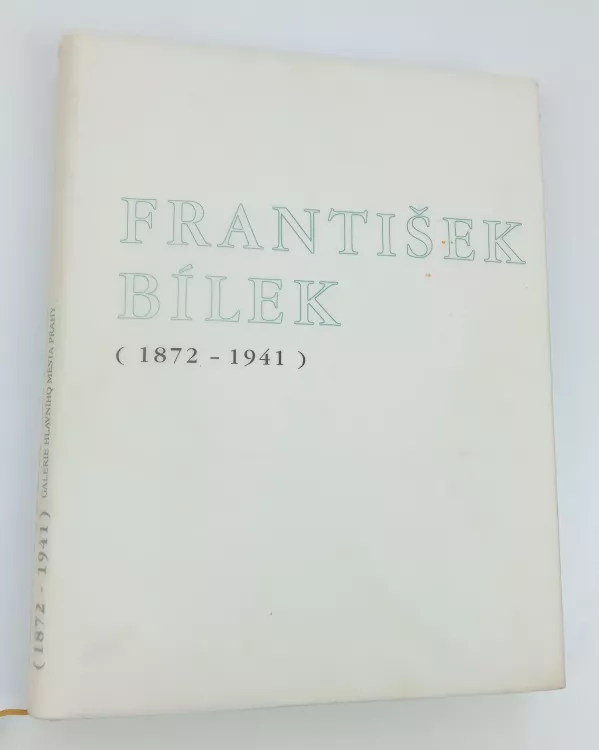 FRANTIŠEK
BÍLEK
( 1872 - 1941 )
( 1872 - 1941 ) GALERIE HLAVNÍHO MĚSTA PRAHY